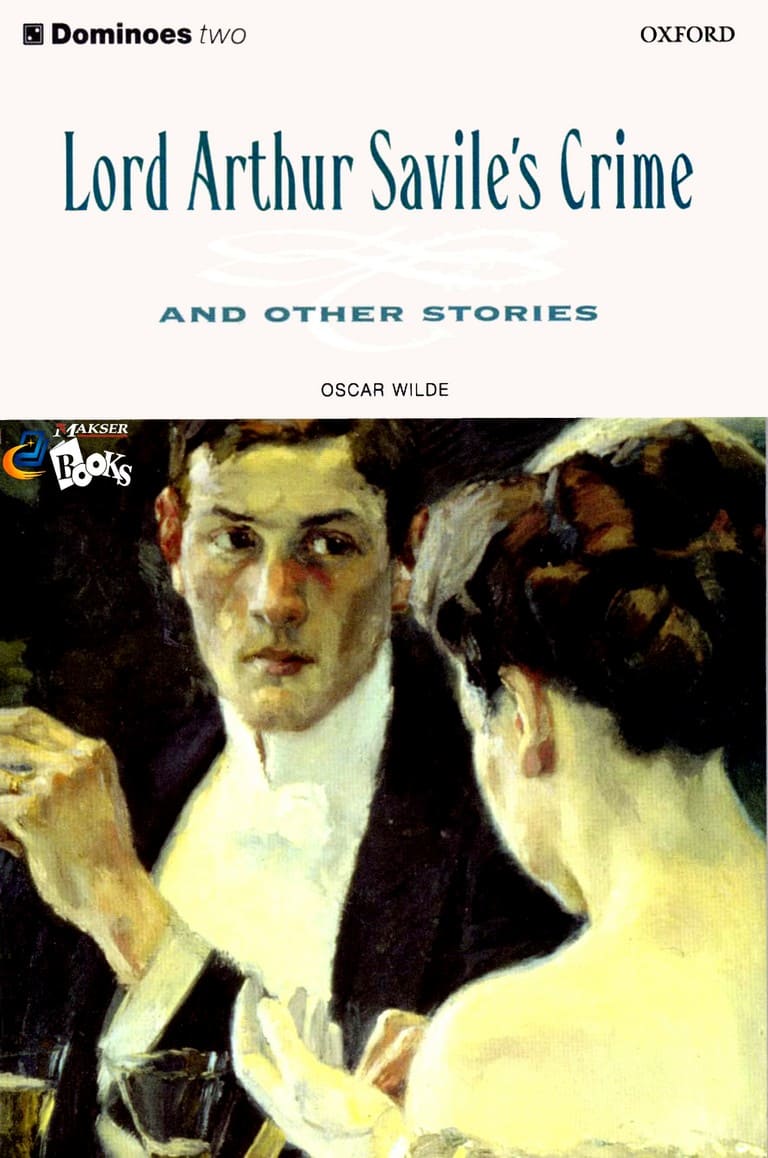 Dominoes two
OXFORD
Lord Arthur Savile's Crime
AND OTHER STORIES
OSCAR WILDE
MAKSER
BOOKS